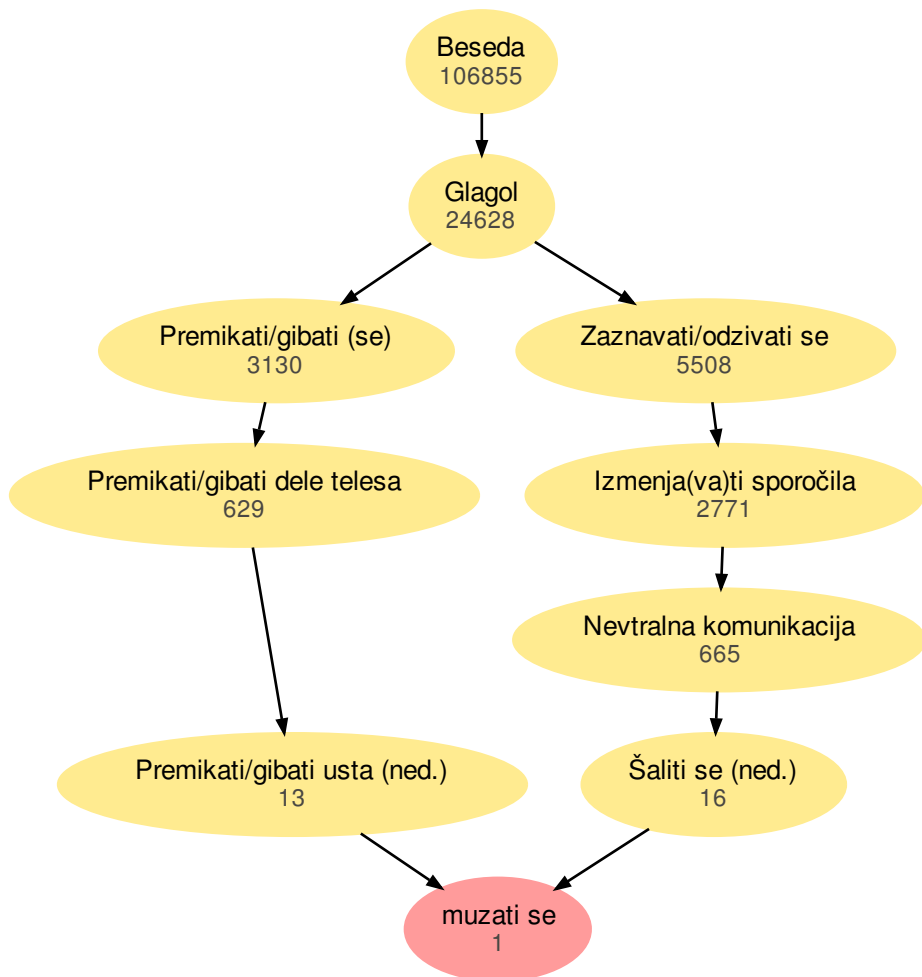 Beseda
106855
Glagol
24628
Premikati/gibati (se)
3130
Zaznavati/odzivati se
5508
Premikati/gibati dele telesa
629
Izmenja(va)ti sporočila
2771
Nevtralna komunikacija
665
Premikati/gibati usta (ned.)
13
Šaliti se (ned.)
16
muzati se
1